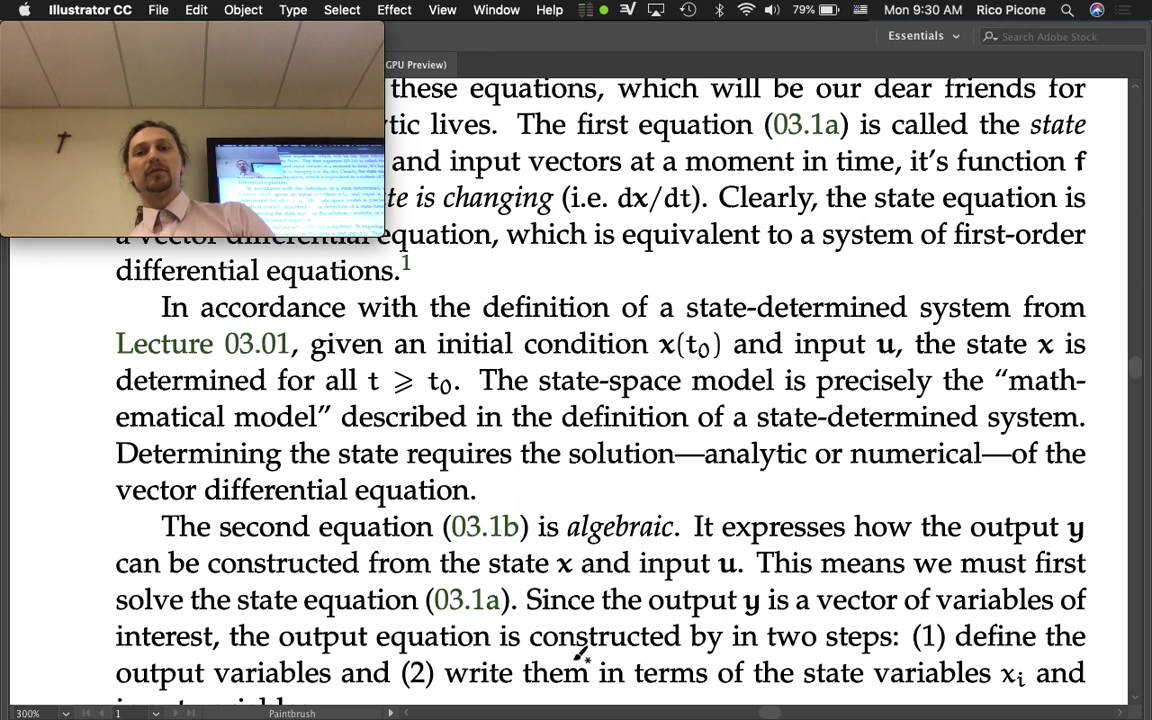 Illustrator CC File Edit Object Type Select Effect View Window Help 79% Mon 9:30 AM Rico Picone
Essentials Search Adobe Stock
GPU Preview)
these equations, which will be our dear friends for
tic lives. The first equation (03.1a) is called the state
and input vectors at a moment in time, it's function f
te is changing (i.e. dx/dt). Clearly, the state equation is
a vector differential equation, which is equivalent to a system of first-order
differential equations.1
In accordance with the definition of a state-determined system from
Lecture 03.01, given an initial condition x(t0) and input u, the state x is
determined for all t ⩾ t0. The state-space model is precisely the “math-
ematical model” described in the definition of a state-determined system.
Determining the state requires the solution—analytic or numerical—of the
vector differential equation.
The second equation (03.1b) is algebraic. It expresses how the output y
can be constructed from the state x and input u. This means we must first
solve the state equation (03.1a). Since the output y is a vector of variables of
interest, the output equation is constructed by in two steps: (1) define the
output variables and (2) write them in terms of the state variables xi and
300% 1 Paintbrush